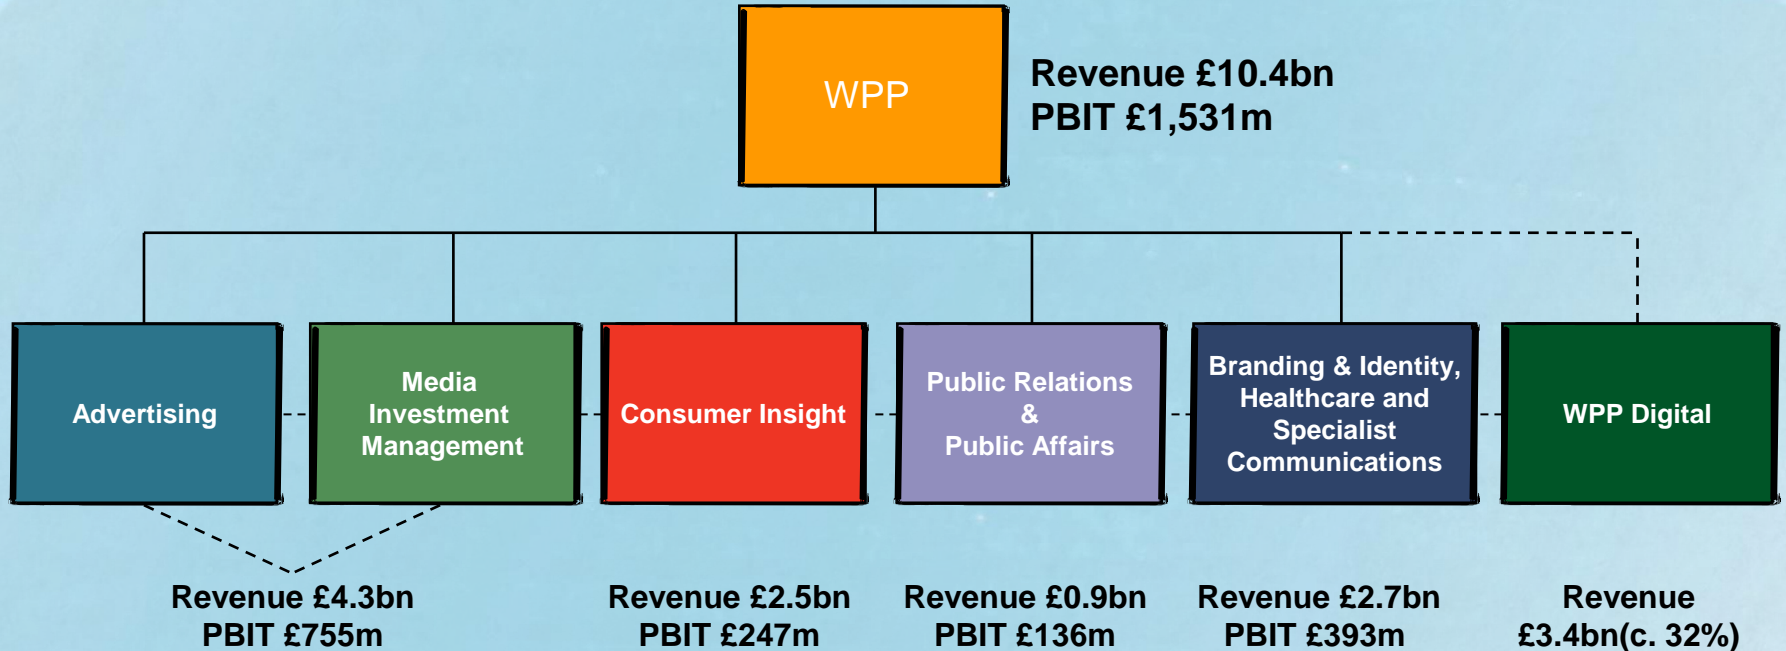 WPP
Revenue £10.4bn
PBIT £1,531m
Advertising
Media
Investment
Management
Consumer Insight
Public Relations
&
Public Affairs
Branding & Identity,
Healthcare and
Specialist
Communications
WPP Digital
Revenue £4.3bn
PBIT £755m
Revenue £2.5bn
PBIT £247m
Revenue £0.9bn
PBIT £136m
Revenue £2.7bn
PBIT £393m
Revenue
£3.4bn(c. 32%)